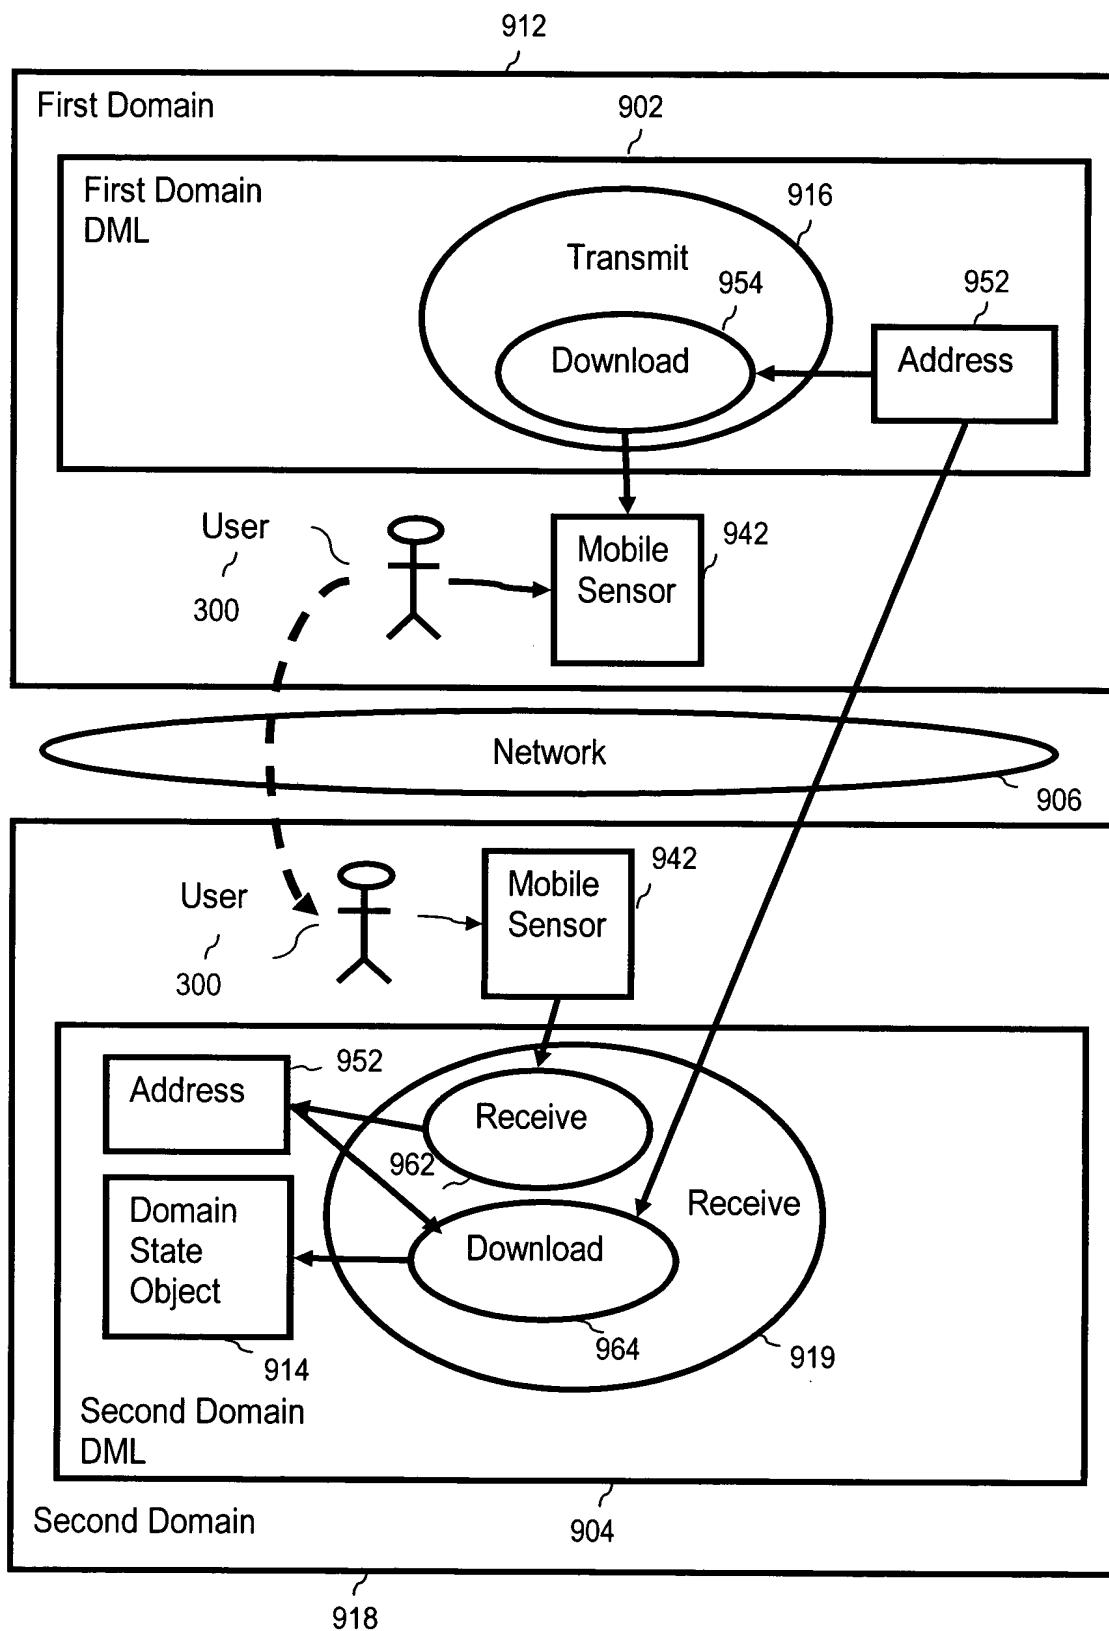 912
First Domain
902
First Domain
DML
916
Transmit
954
952
Download
Address
User
300
942
Mobile
Sensor
Network
906
942
Mobile
Sensor
User
300
952
Address
Receive
962
Receive
Domain
State
Object
Download
964
919
914
Second Domain
DML
Second Domain
904
918